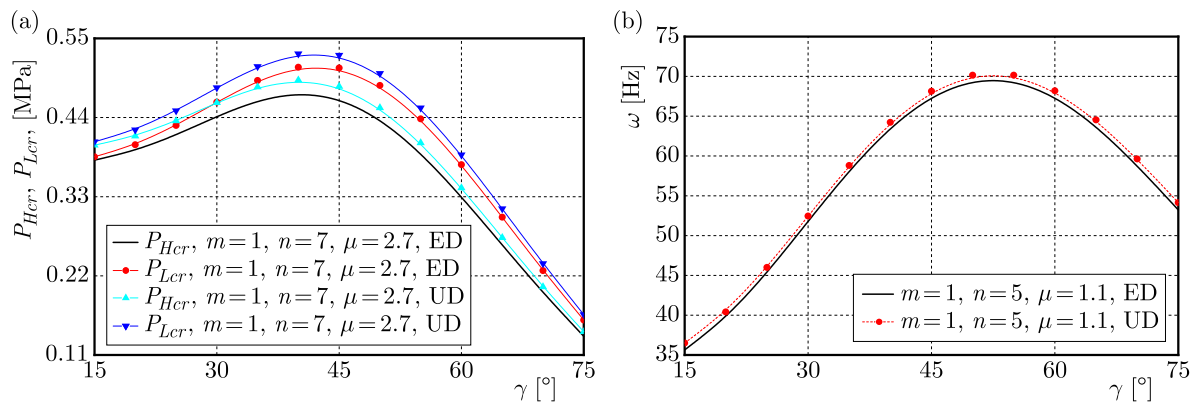 (a)
P_Hcr, P_Lcr, [MPa]
0.55
0.44
0.33
0.22
0.11
P_Hcr, m=1, n=7, μ=2.7, ED
P_Lcr, m=1, n=7, μ=2.7, ED
P_Hcr, m=1, n=7, μ=2.7, UD
P_Lcr, m=1, n=7, μ=2.7, UD
15 30 45 60 75
γ [°]
(b)
ω [Hz]
75
70
65
60
55
50
45
40
35
m=1, n=5, μ=1.1, ED
m=1, n=5, μ=1.1, UD
15 30 45 60 75
γ [°]